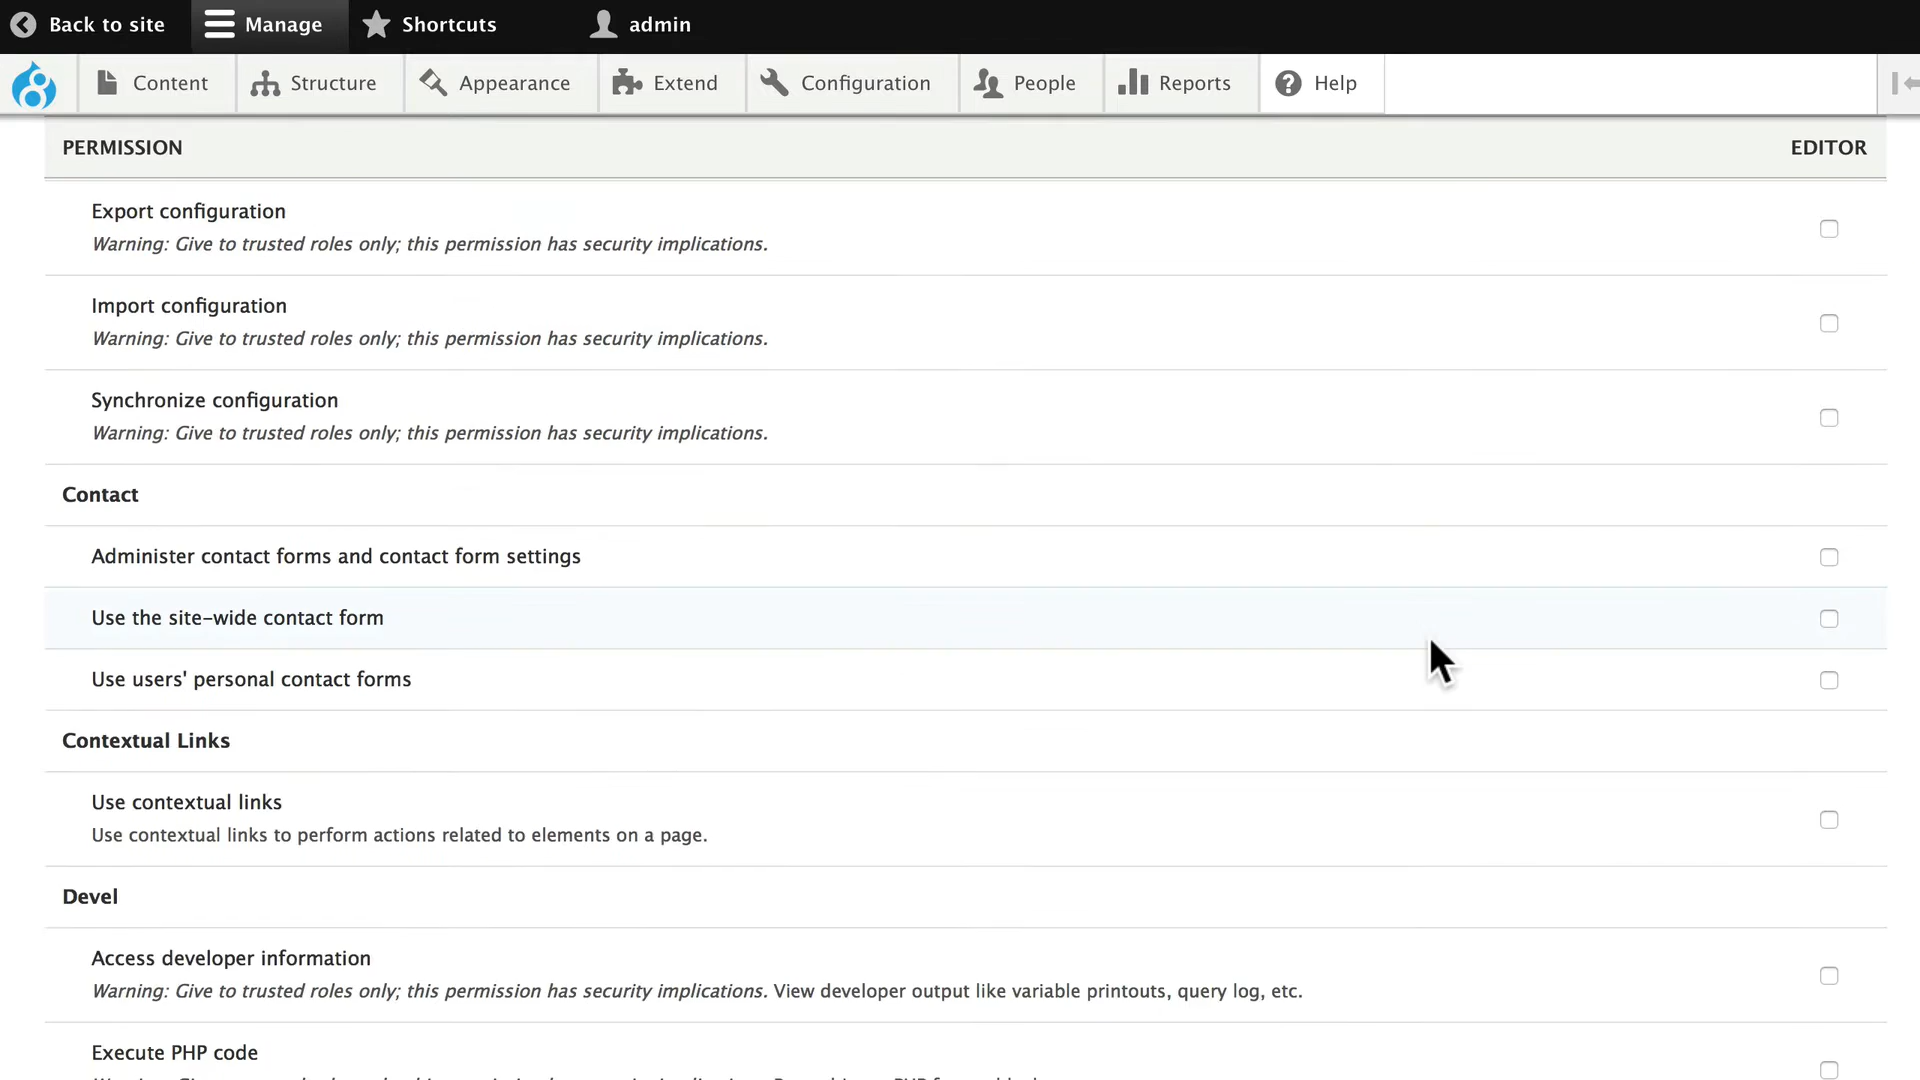 Back to site
Manage
Shortcuts
admin
Content
Structure
Appearance
Extend
Configuration
People
Reports
Help
PERMISSION
EDITOR
Export configuration
Warning: Give to trusted roles only; this permission has security implications.
Import configuration
Warning: Give to trusted roles only; this permission has security implications.
Synchronize configuration
Warning: Give to trusted roles only; this permission has security implications.
Contact
Administer contact forms and contact form settings
Use the site-wide contact form
Use users' personal contact forms
Contextual Links
Use contextual links
Use contextual links to perform actions related to elements on a page.
Devel
Access developer information
Warning: Give to trusted roles only; this permission has security implications. View developer output like variable printouts, query log, etc.
Execute PHP code